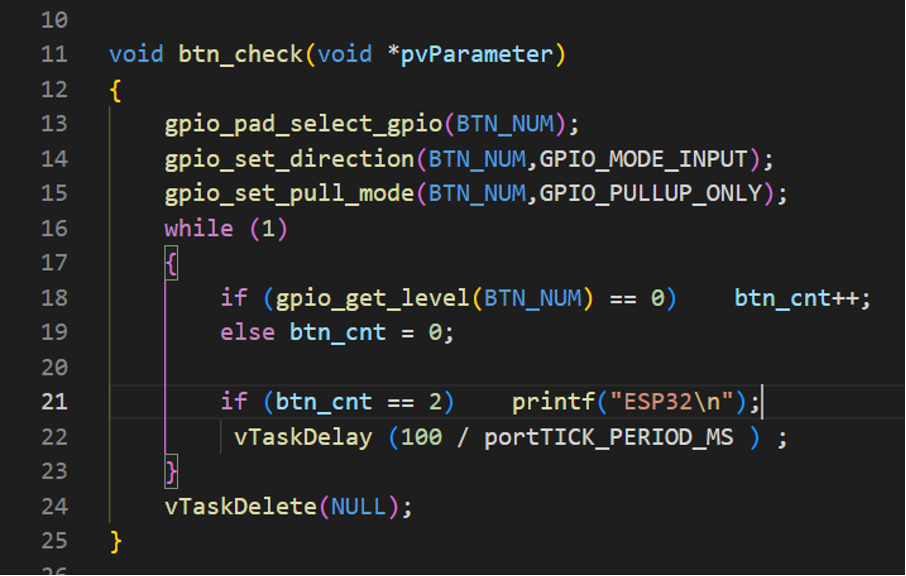 10
11 void btn_check(void *pvParameter)
12 {
13 gpio_pad_select_gpio(BTN_NUM);
14 gpio_set_direction(BTN_NUM,GPIO_MODE_INPUT);
15 gpio_set_pull_mode(BTN_NUM,GPIO_PULLUP_ONLY);
16 while (1)
17 {
18 if (gpio_get_level(BTN_NUM) == 0)    btn_cnt++;
19 else btn_cnt = 0;
20
21 if (btn_cnt == 2)    printf("ESP32\n");
22 vTaskDelay (100 / portTICK_PERIOD_MS ) ;
23 }
24 vTaskDelete(NULL);
25 }